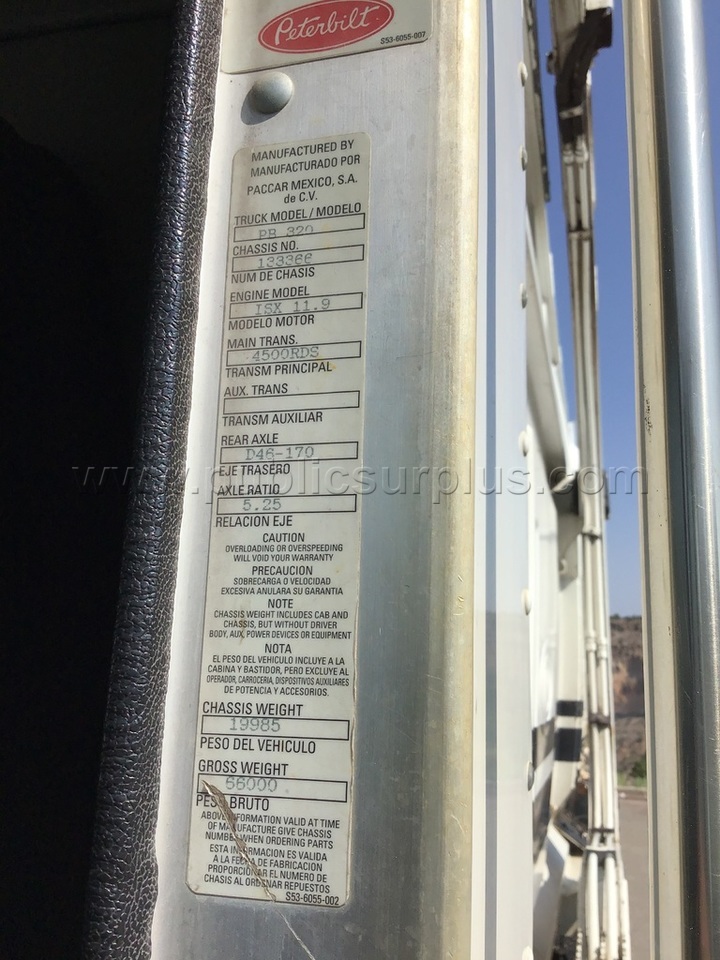 Peterbilt
S53-6055-007
MANUFACTURED BY
MANUFACTURADO POR
PACCAR MEXICO, S.A.
de C.V.
TRUCK MODEL / MODELO
PB 320
CHASSIS NO.
133366
NUM DE CHASIS
ENGINE MODEL
ISX 11.9
MODELO MOTOR
MAIN TRANS.
4500RDS
TRANSM PRINCIPAL
AUX. TRANS
TRANSM AUXILIAR
REAR AXLE
D46-170
EJE TRASERO
www.publicsurplus.com
AXLE RATIO
5.25
RELACION EJE
CAUTION
OVERLOADING OR OVERSPEEDING
WILL VOID YOUR WARRANTY
PRECAUCION
SOBRECARGA O VELOCIDAD
EXCESIVA ANULARA SU GARANTIA
NOTE
CHASSIS WEIGHT INCLUDES CAB AND
CHASSIS, BUT WITHOUT DRIVER
BODY, AUX. POWER DEVICES OR EQUIPMENT
NOTA
EL PESO DEL VEHICULO INCLUYE A LA
CABINA Y BASTIDOR, PERO EXCLUYE AL
OPERADOR, CARROCERIA, DISPOSITIVOS AUXILIARES
DE POTENCIA Y ACCESORIOS.
CHASSIS WEIGHT
19985
PESO DEL VEHICULO
GROSS WEIGHT
66000
PESO BRUTO
ABOVE INFORMATION VALID AT TIME
OF MANUFACTURE GIVE CHASSIS
NUMBER WHEN ORDERING PARTS
ESTA INFORMACION ES VALIDA
A LA FECHA DE FABRICACION
PROPORCIONAR EL NUMERO DE
CHASIS AL ORDENAR REPUESTOS
S53-6055-002